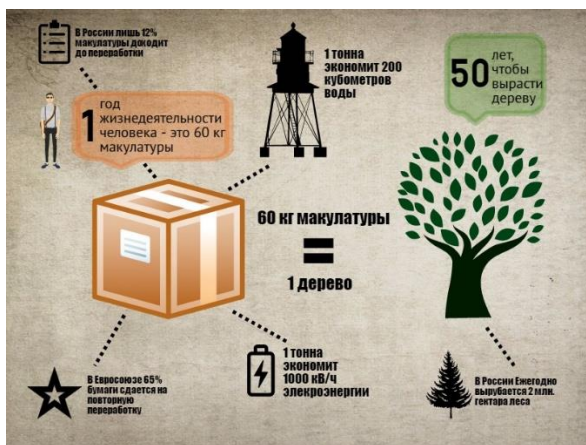 В России лишь 12%
макулатуры доходит
до переработки
1 тонна
экономит 200
кубометров
воды
50 лет,
чтобы
вырасти
дереву
1 год
жизнедеятельности
человека - это 60 кг
макулатуры
60 кг макулатуры
=
1 дерево
В Евросоюзе 65%
бумаги сдается на
повторную
переработку
1 тонна
экономит
1000 кВ/ч
элекроэнергии
В России Ежегодно
вырубается 2 млн.
гектара леса